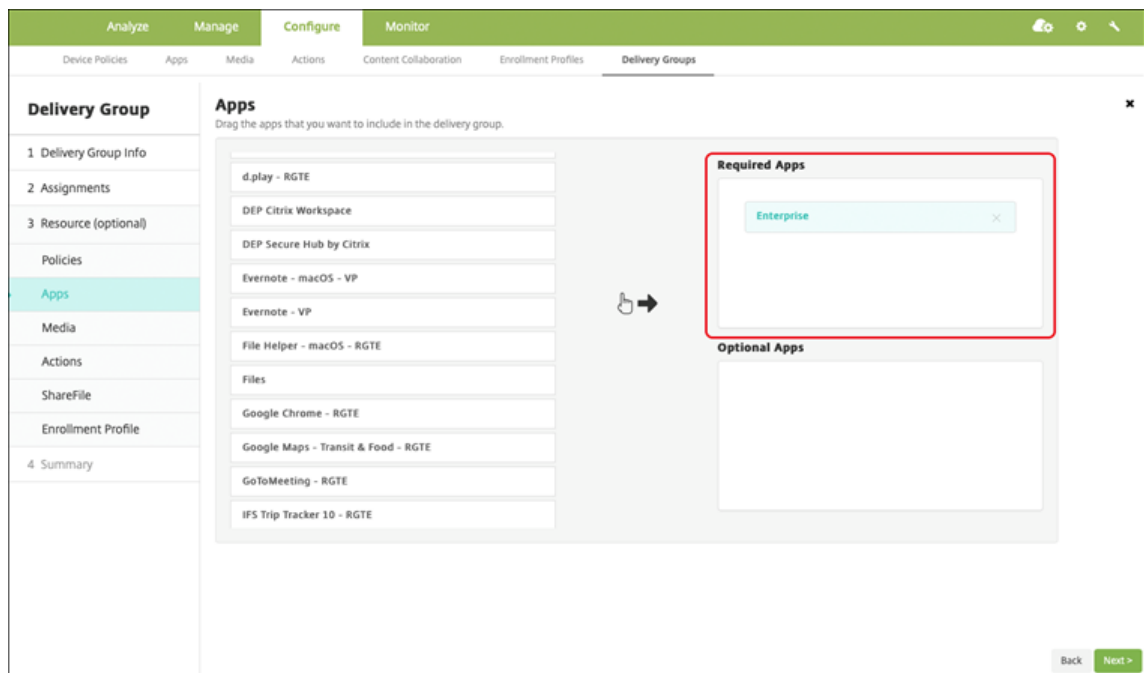 Analyze Manage Configure Monitor
Device Policies Apps Media Actions Content Collaboration Enrollment Profiles Delivery Groups
Delivery Group
1 Delivery Group Info
2 Assignments
3 Resource (optional)
Policies
Apps
Media
Actions
ShareFile
Enrollment Profile
4 Summary
Apps
Drag the apps that you want to include in the delivery group.
d.play - RGTE
DEP Citrix Workspace
DEP Secure Hub by Citrix
Evernote - macOS - VP
Evernote - VP
File Helper - macOS - RGTE
Files
Google Chrome - RGTE
Google Maps - Transit & Food - RGTE
GoToMeeting - RGTE
IFS Trip Tracker 10 - RGTE
Required Apps
Enterprise
Optional Apps
Back Next >